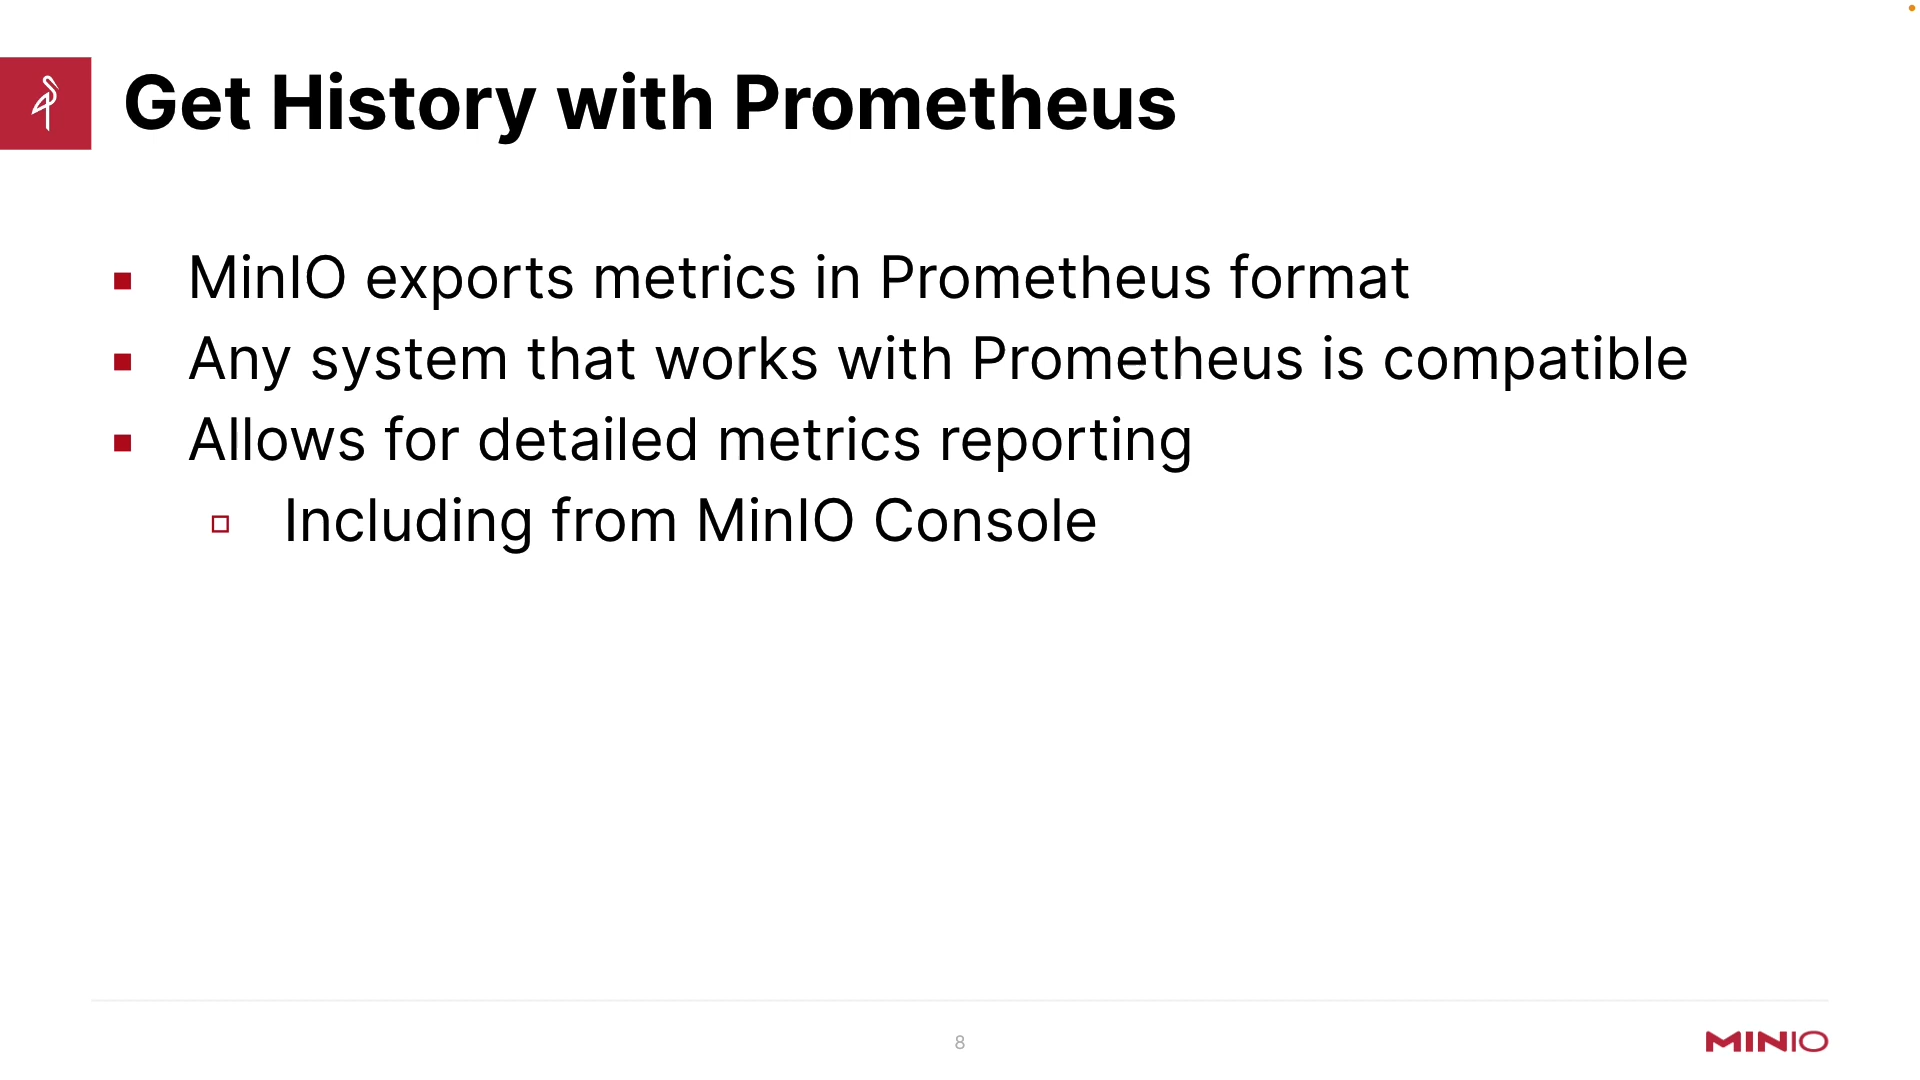 Get History with Prometheus
MinIO exports metrics in Prometheus format
Any system that works with Prometheus is compatible
Allows for detailed metrics reporting
Including from MinIO Console
8
MINIO